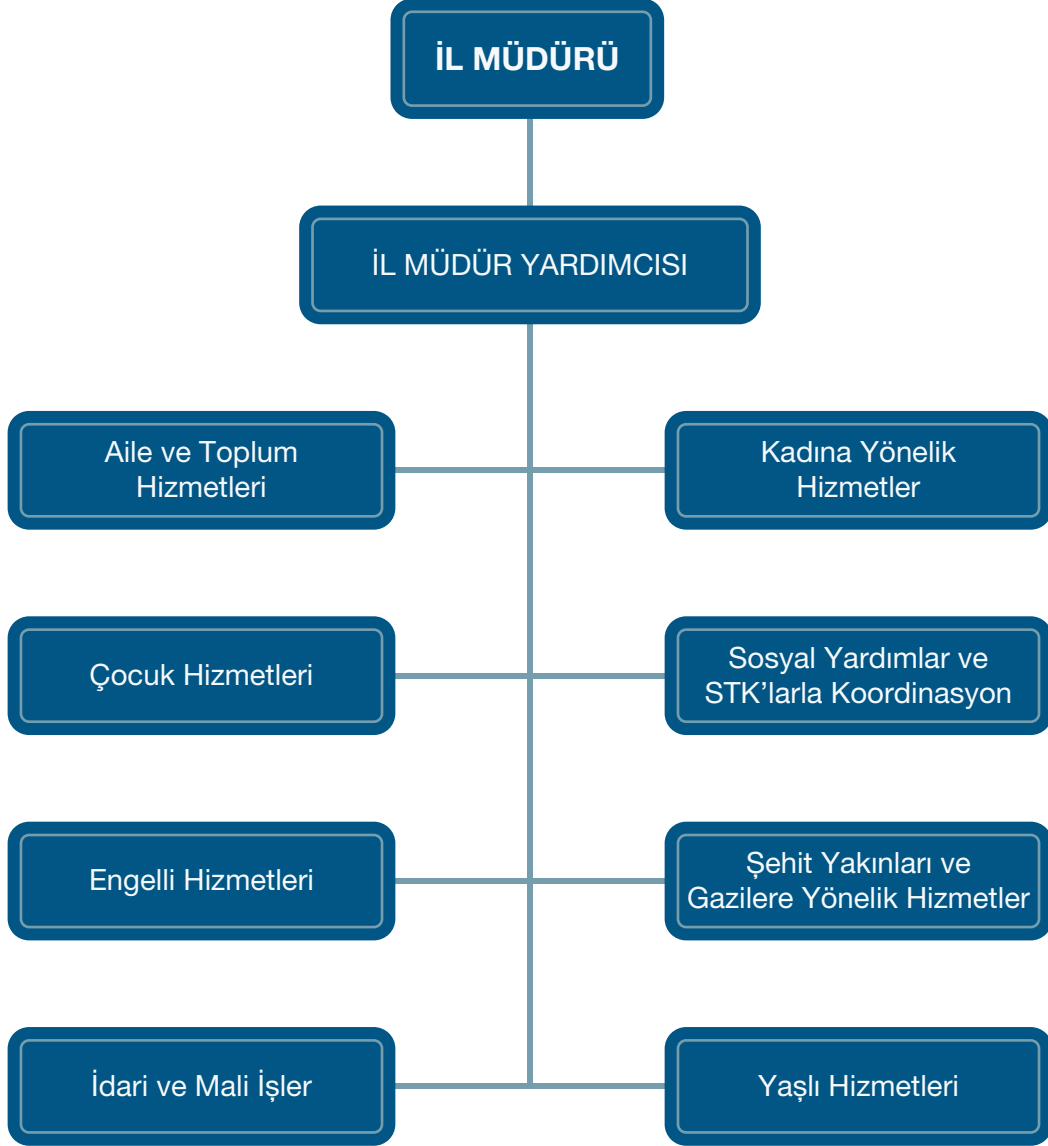 İL MÜDÜRÜ
İL MÜDÜR YARDIMCISI
Aile ve Toplum
Hizmetleri
Kadına Yönelik
Hizmetler
Çocuk Hizmetleri
Sosyal Yardımlar ve
STK’larla Koordinasyon
Engelli Hizmetleri
Şehit Yakınları ve
Gazilere Yönelik Hizmetler
İdari ve Mali İşler
Yaşlı Hizmetleri